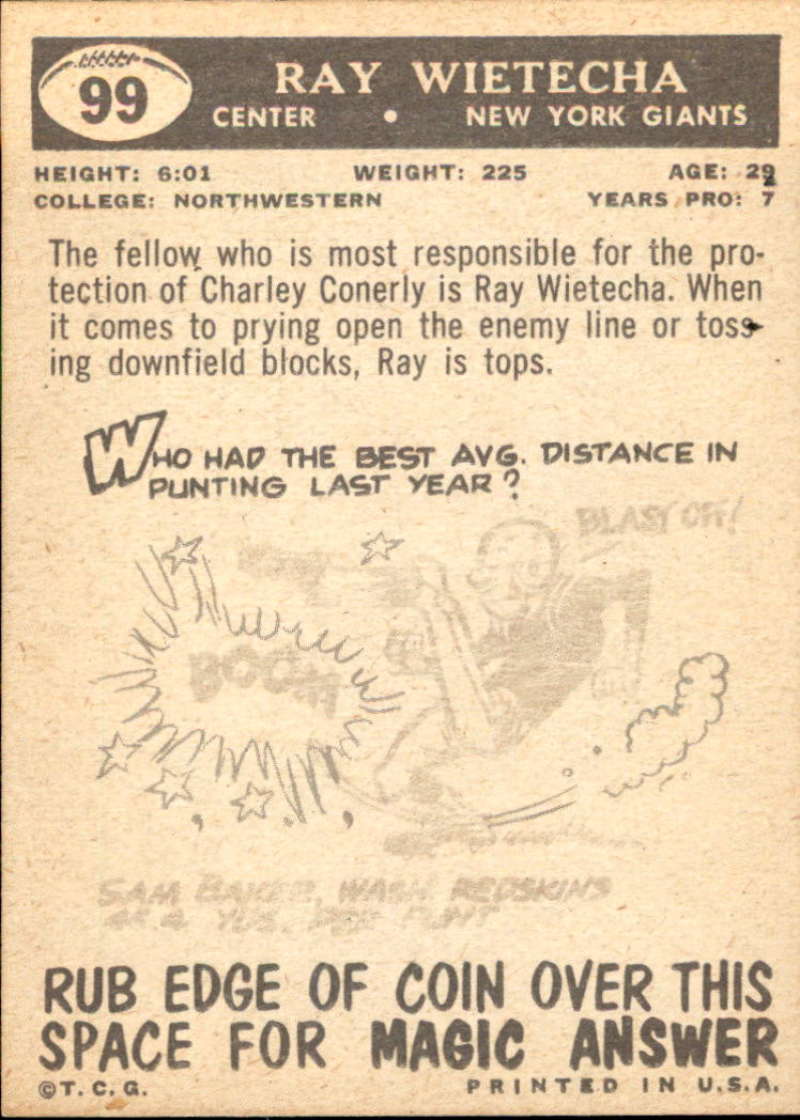 99
RAY WIETECHA
CENTER • NEW YORK GIANTS
HEIGHT: 6:01 WEIGHT: 225 AGE: 29
COLLEGE: NORTHWESTERN YEARS PRO: 7
The fellow who is most responsible for the pro-
tection of Charley Conerly is Ray Wietecha. When
it comes to prying open the enemy line or toss-
ing downfield blocks, Ray is tops.
WHO HAD THE BEST AVG. DISTANCE IN
PUNTING LAST YEAR?
BLAST OFF!
BOOM
SAM BAKER, WASH. REDSKINS
YDS. PER PUNT
RUB EDGE OF COIN OVER THIS
SPACE FOR MAGIC ANSWER
©T. C. G. PRINTED IN U.S.A.